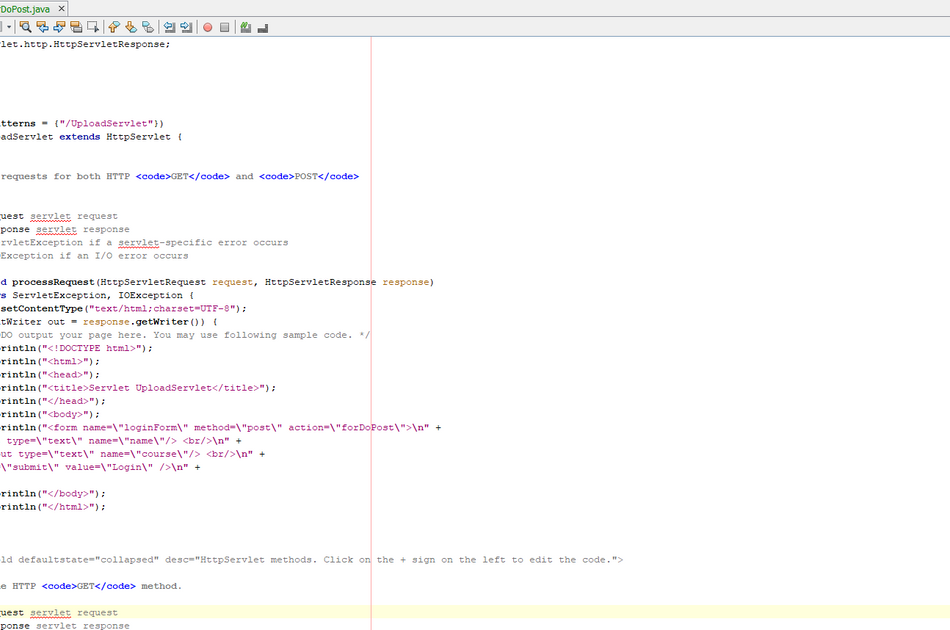 DoPost.java
let.http.HttpServletResponse;
tterns = {"/UploadServlet"})
adServlet extends HttpServlet {
requests for both HTTP <code>GET</code> and <code>POST</code>
uest servlet request
ponse servlet response
rvletException if a servlet-specific error occurs
Exception if an I/O error occurs
d processRequest(HttpServletRequest request, HttpServletResponse response)
s ServletException, IOException {
setContentType("text/html;charset=UTF-8");
tWriter out = response.getWriter()) {
DO output your page here. You may use following sample code. */
rintln("<!DOCTYPE html>");
rintln("<html>");
rintln("<head>");
rintln("<title>Servlet UploadServlet</title>");
rintln("</head>");
rintln("<body>");
rintln("<form name=\"loginForm\" method=\"post\" action=\"forDoPost\">\n" +
type=\"text\" name=\"name\"/> <br/>\n" +
ut type=\"text\" name=\"course\"/> <br/>\n" +
\"submit\" value=\"Login\" />\n" +
rintln("</body>");
rintln("</html>");
ld defaultstate="collapsed" desc="HttpServlet methods. Click on the + sign on the left to edit the code.">
e HTTP <code>GET</code> method.
uest servlet request
ponse servlet response